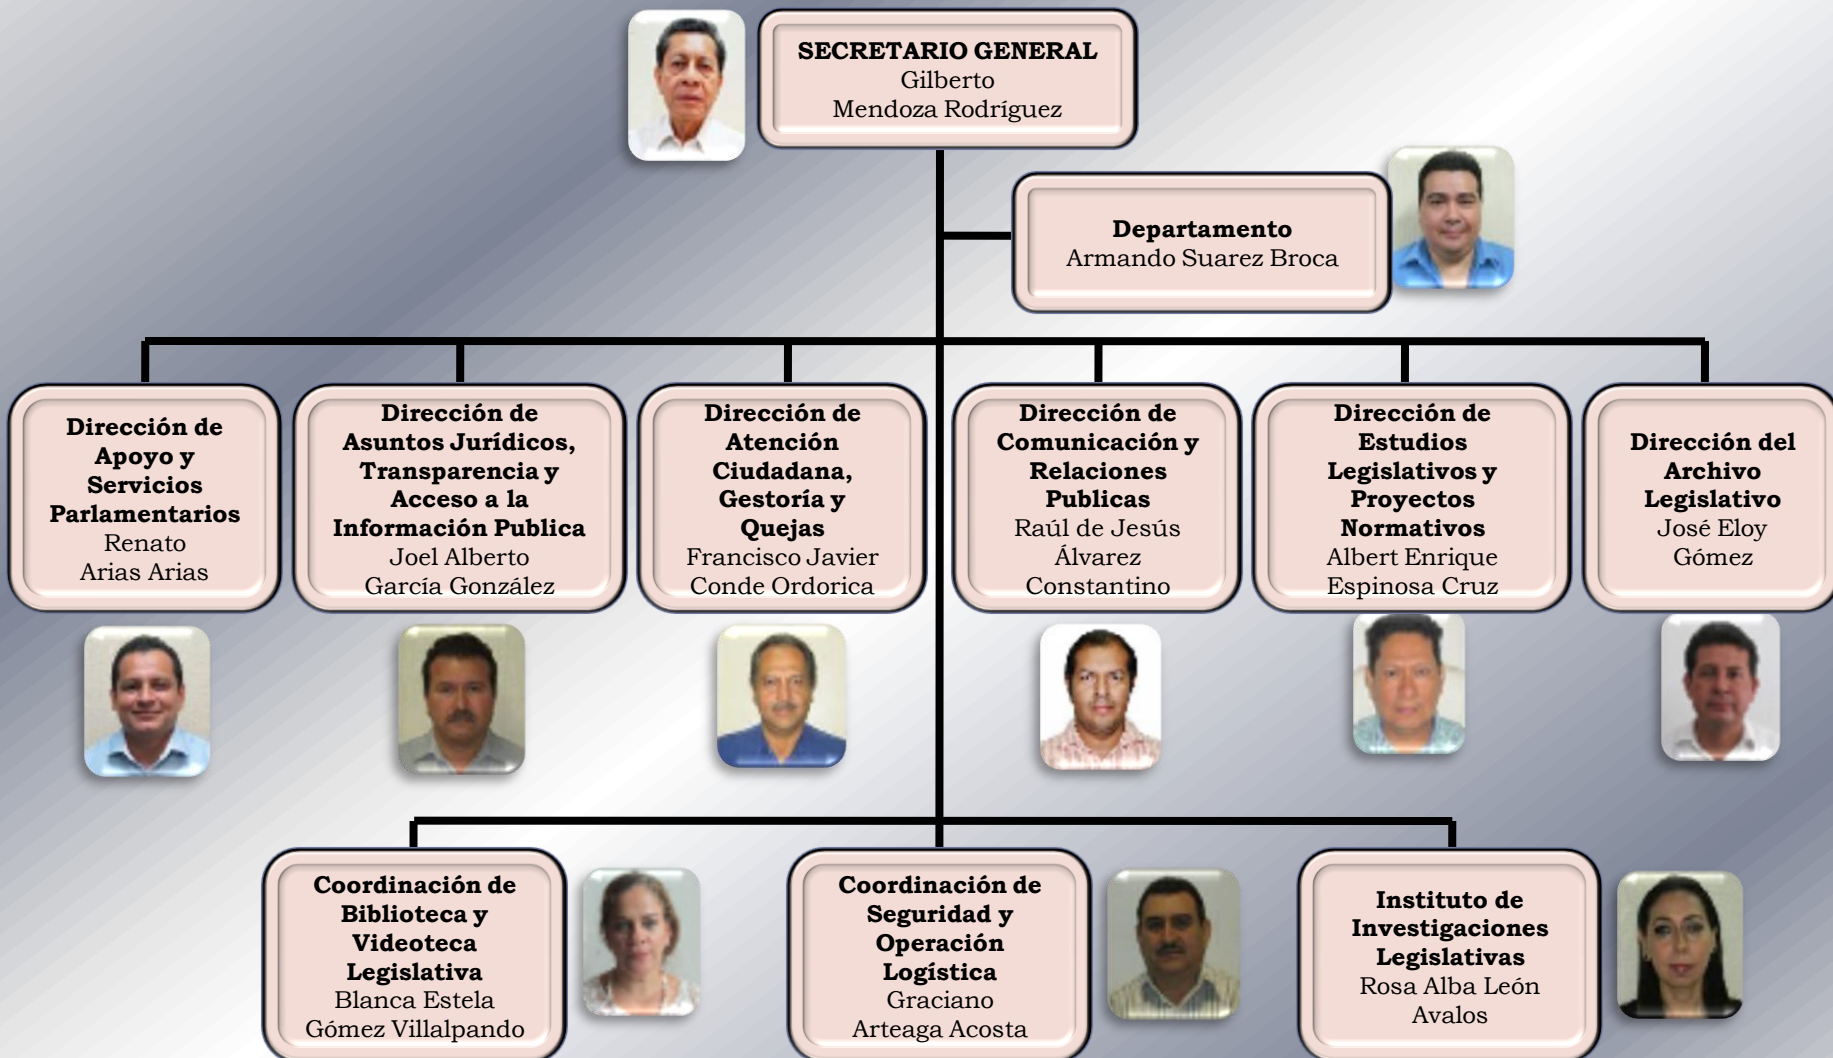 SECRETARIO GENERAL
Gilberto
Mendoza Rodríguez
Departamento
Armando Suarez Broca
Dirección de
Apoyo y
Servicios
Parlamentarios
Renato
Arias Arias
Dirección de
Asuntos Jurídicos,
Transparencia y
Acceso a la
Información Publica
Joel Alberto
García González
Dirección de
Atención
Ciudadana,
Gestoría y
Quejas
Francisco Javier
Conde Ordorica
Dirección de
Comunicación y
Relaciones
Publicas
Raúl de Jesús
Álvarez
Constantino
Dirección de
Estudios
Legislativos y
Proyectos
Normativos
Albert Enrique
Espinosa Cruz
Dirección del
Archivo
Legislativo
José Eloy
Gómez
Coordinación de
Biblioteca y
Videoteca
Legislativa
Blanca Estela
Gómez Villalpando
Coordinación de
Seguridad y
Operación
Logística
Graciano
Arteaga Acosta
Instituto de
Investigaciones
Legislativas
Rosa Alba León
Avalos